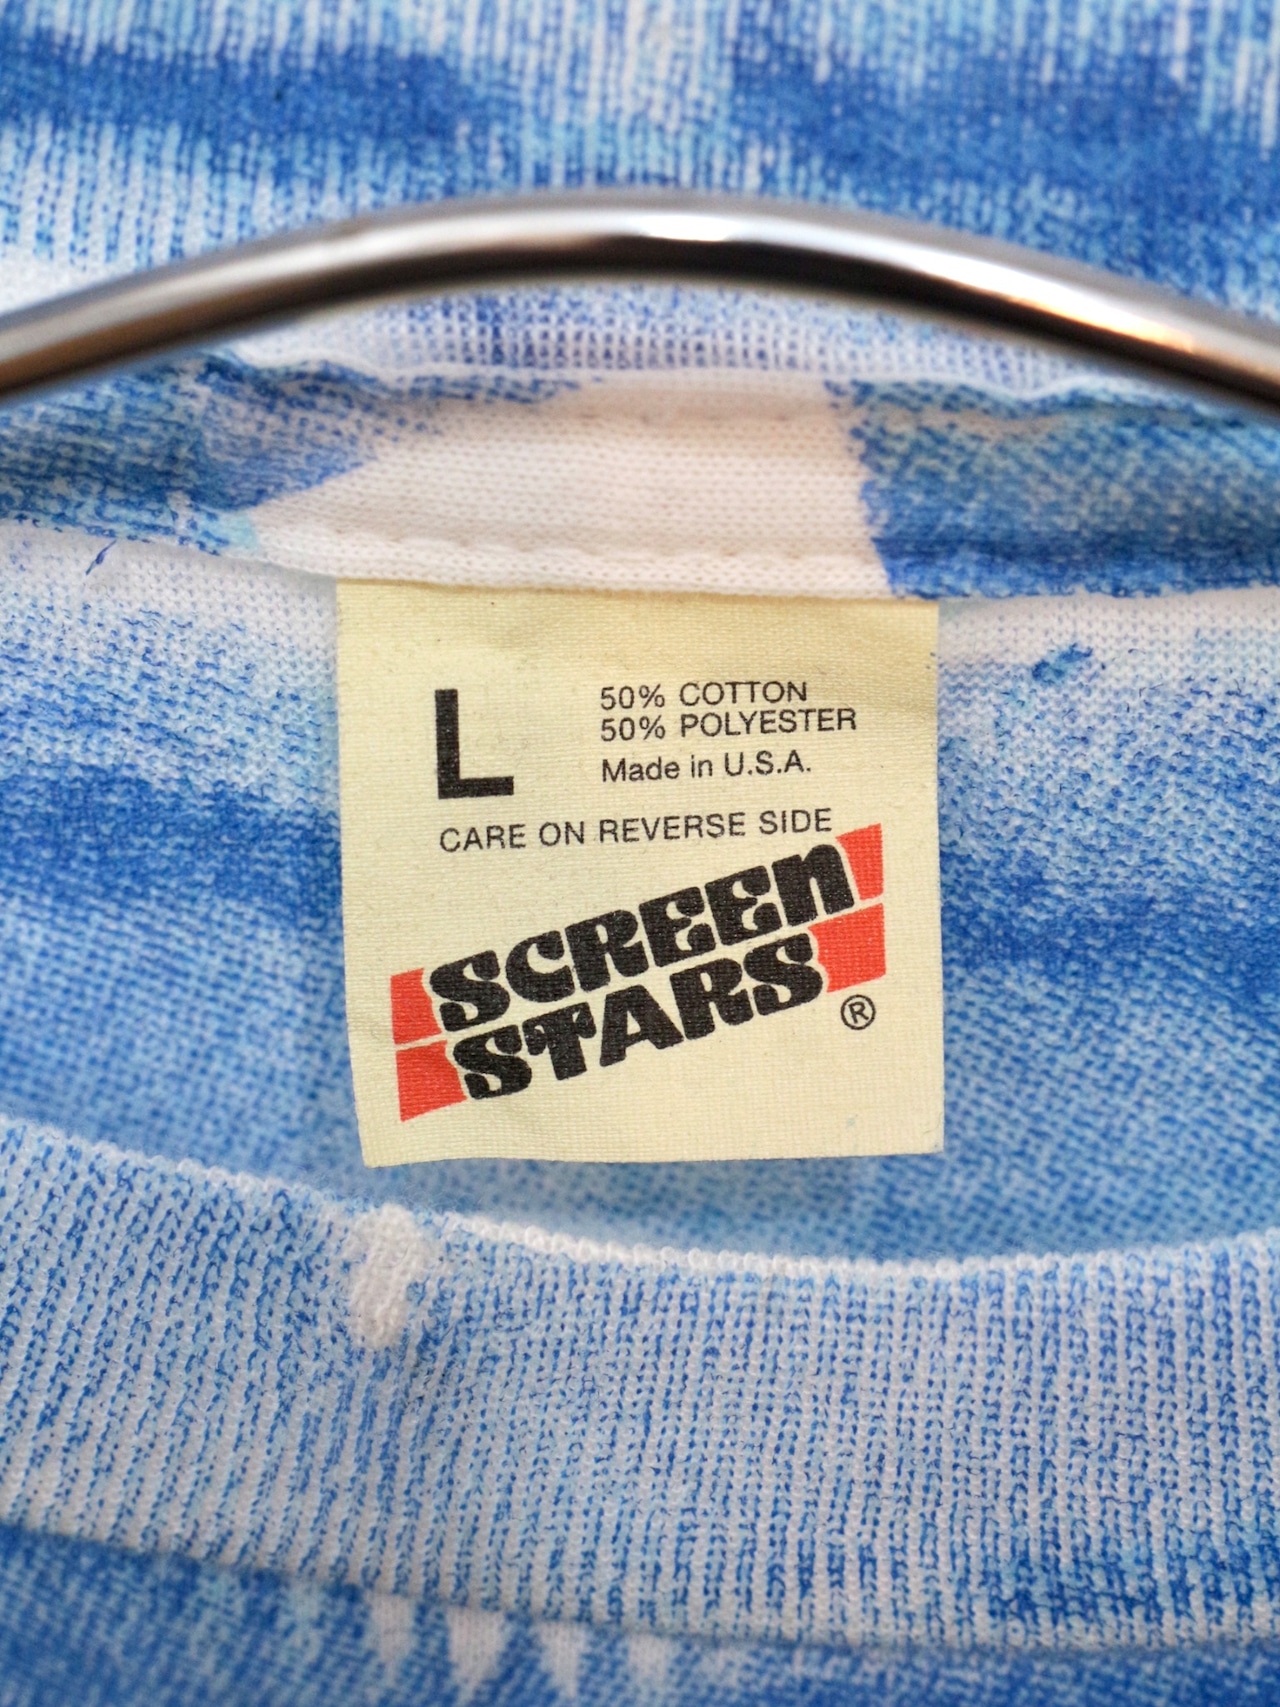 L
50% COTTON
50% POLYESTER
Made in U.S.A.
CARE ON REVERSE SIDE
SCREEN
STARS
®